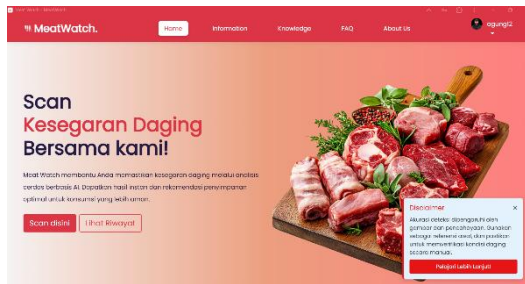 MeatWatch.
Home
Information
Knowledge
FAQ
About Us
agungl2
Scan
Kesegaran Daging
Bersama kami!
Meat Watch membantu Anda memastikan kesegaran daging melalui analisis
cerdas berbasis AI. Dapatkan hasil instan dan rekomendasi penyimpanan
optimal untuk konsumsi yang lebih aman.
Scan disini
Lihat Riwayat
Disclaimer
×
Akurasi deteksi dipengaruhi oleh
gambar dan pencahayaan. Gunakan
sebagai referensi awal, dan pastikan
untuk memverifikasi kondisi daging
secara manual.
Pelajari Lebih Lanjut!